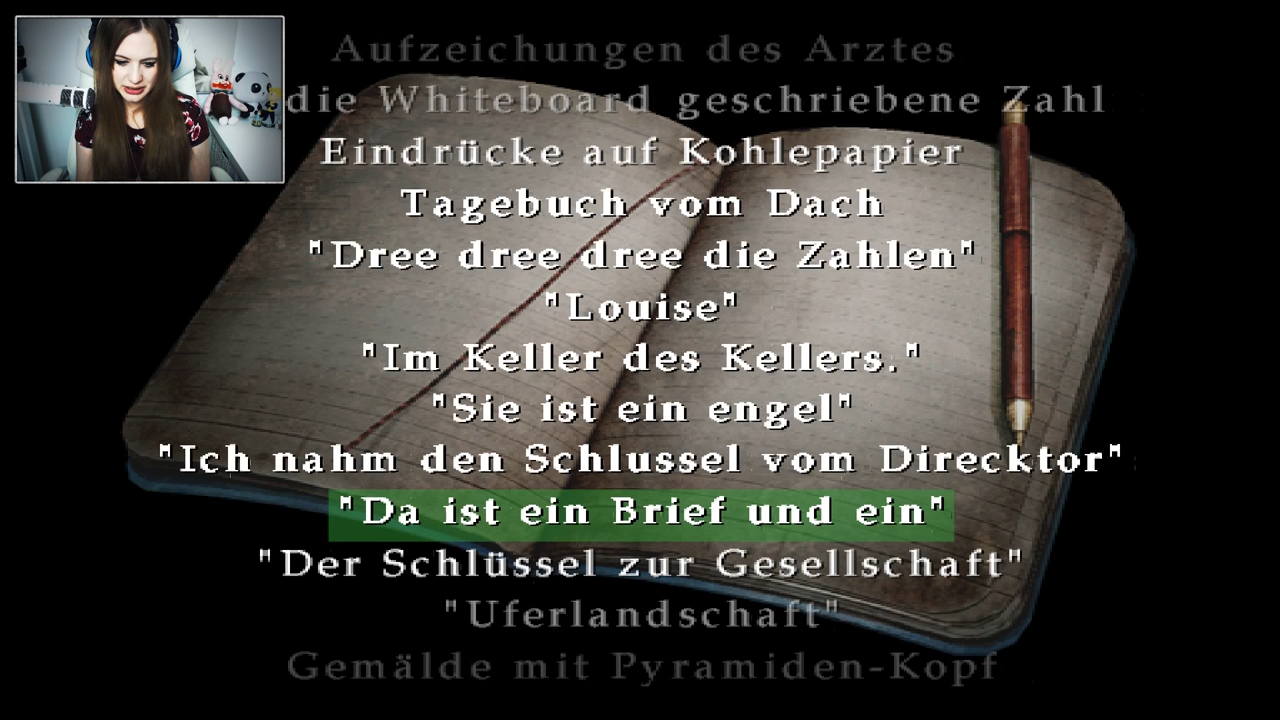 Aufzeichungen des Arztes
die Whiteboard geschriebene Zahl
Eindrücke auf Kohlepapier
Tagebuch vom Dach
"Dree dree dree die Zahlen"
"Louise"
"Im Keller des Kellers."
"Sie ist ein engel"
"Ich nahm den Schlussel vom Direcktor"
"Da ist ein Brief und ein"
"Der Schlüssel zur Gesellschaft"
"Uferlandschaft"
Gemälde mit Pyramiden-Kopf